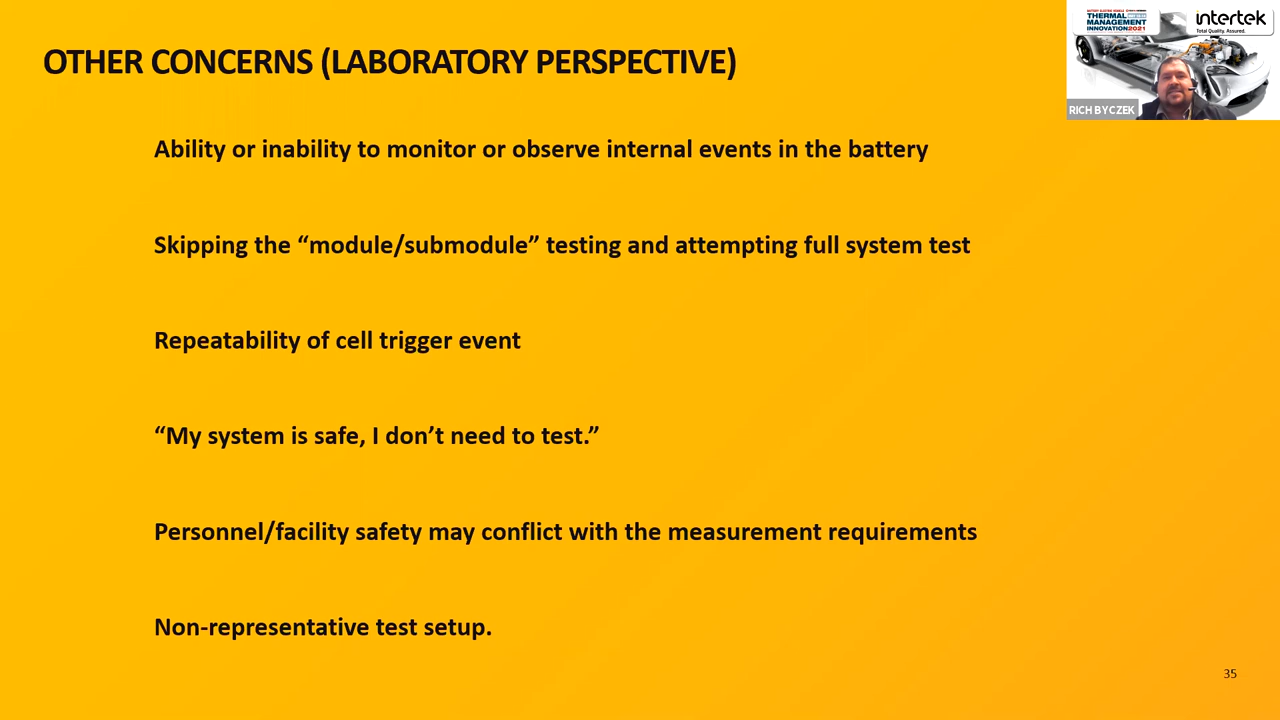 OTHER CONCERNS (LABORATORY PERSPECTIVE)
THERMAL
MANAGEMENT
INNOVATION2021
intertek
Total Quality. Assured.
RICH BYCZEK
Ability or inability to monitor or observe internal events in the battery
Skipping the “module/submodule” testing and attempting full system test
Repeatability of cell trigger event
“My system is safe, I don’t need to test.”
Personnel/facility safety may conflict with the measurement requirements
Non-representative test setup.
35